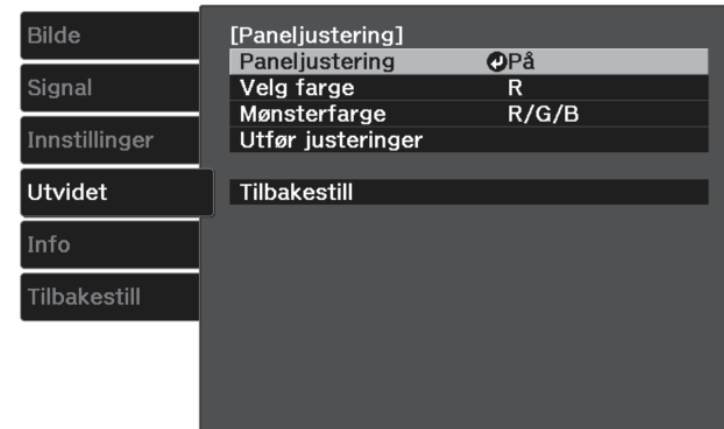 Bilde
Signal
Innstillinger
Utvidet
Info
Tilbakestill
[Paneljustering]
Paneljustering På
Velg farge R
Mønsterfarge R/G/B
Utfør justeringer
Tilbakestill